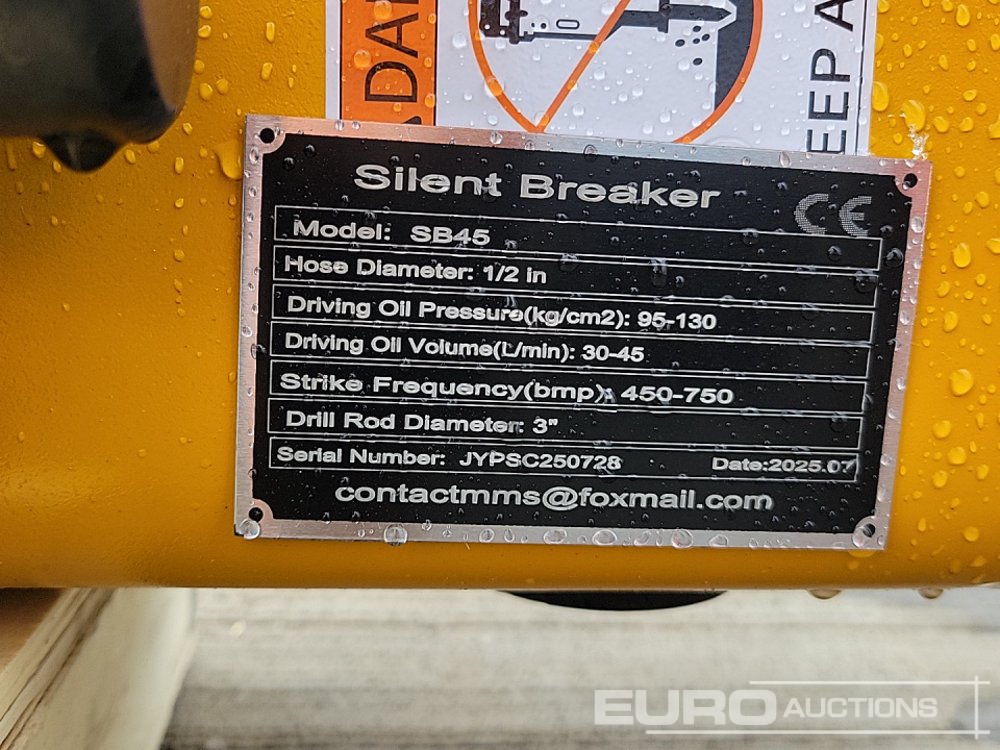 Silent Breaker
CE
Model: SB45
Hose Diameter: 1/2 in
Driving Oil Pressure(kg/cm2): 95-130
Driving Oil Volume(L/min): 30-45
Strike Frequency(bmp): 450-750
Drill Rod Diameter: 3"
Serial Number: JYPSC250728 Date:2025.07
contactmms@foxmail.com
EURO AUCTIONS